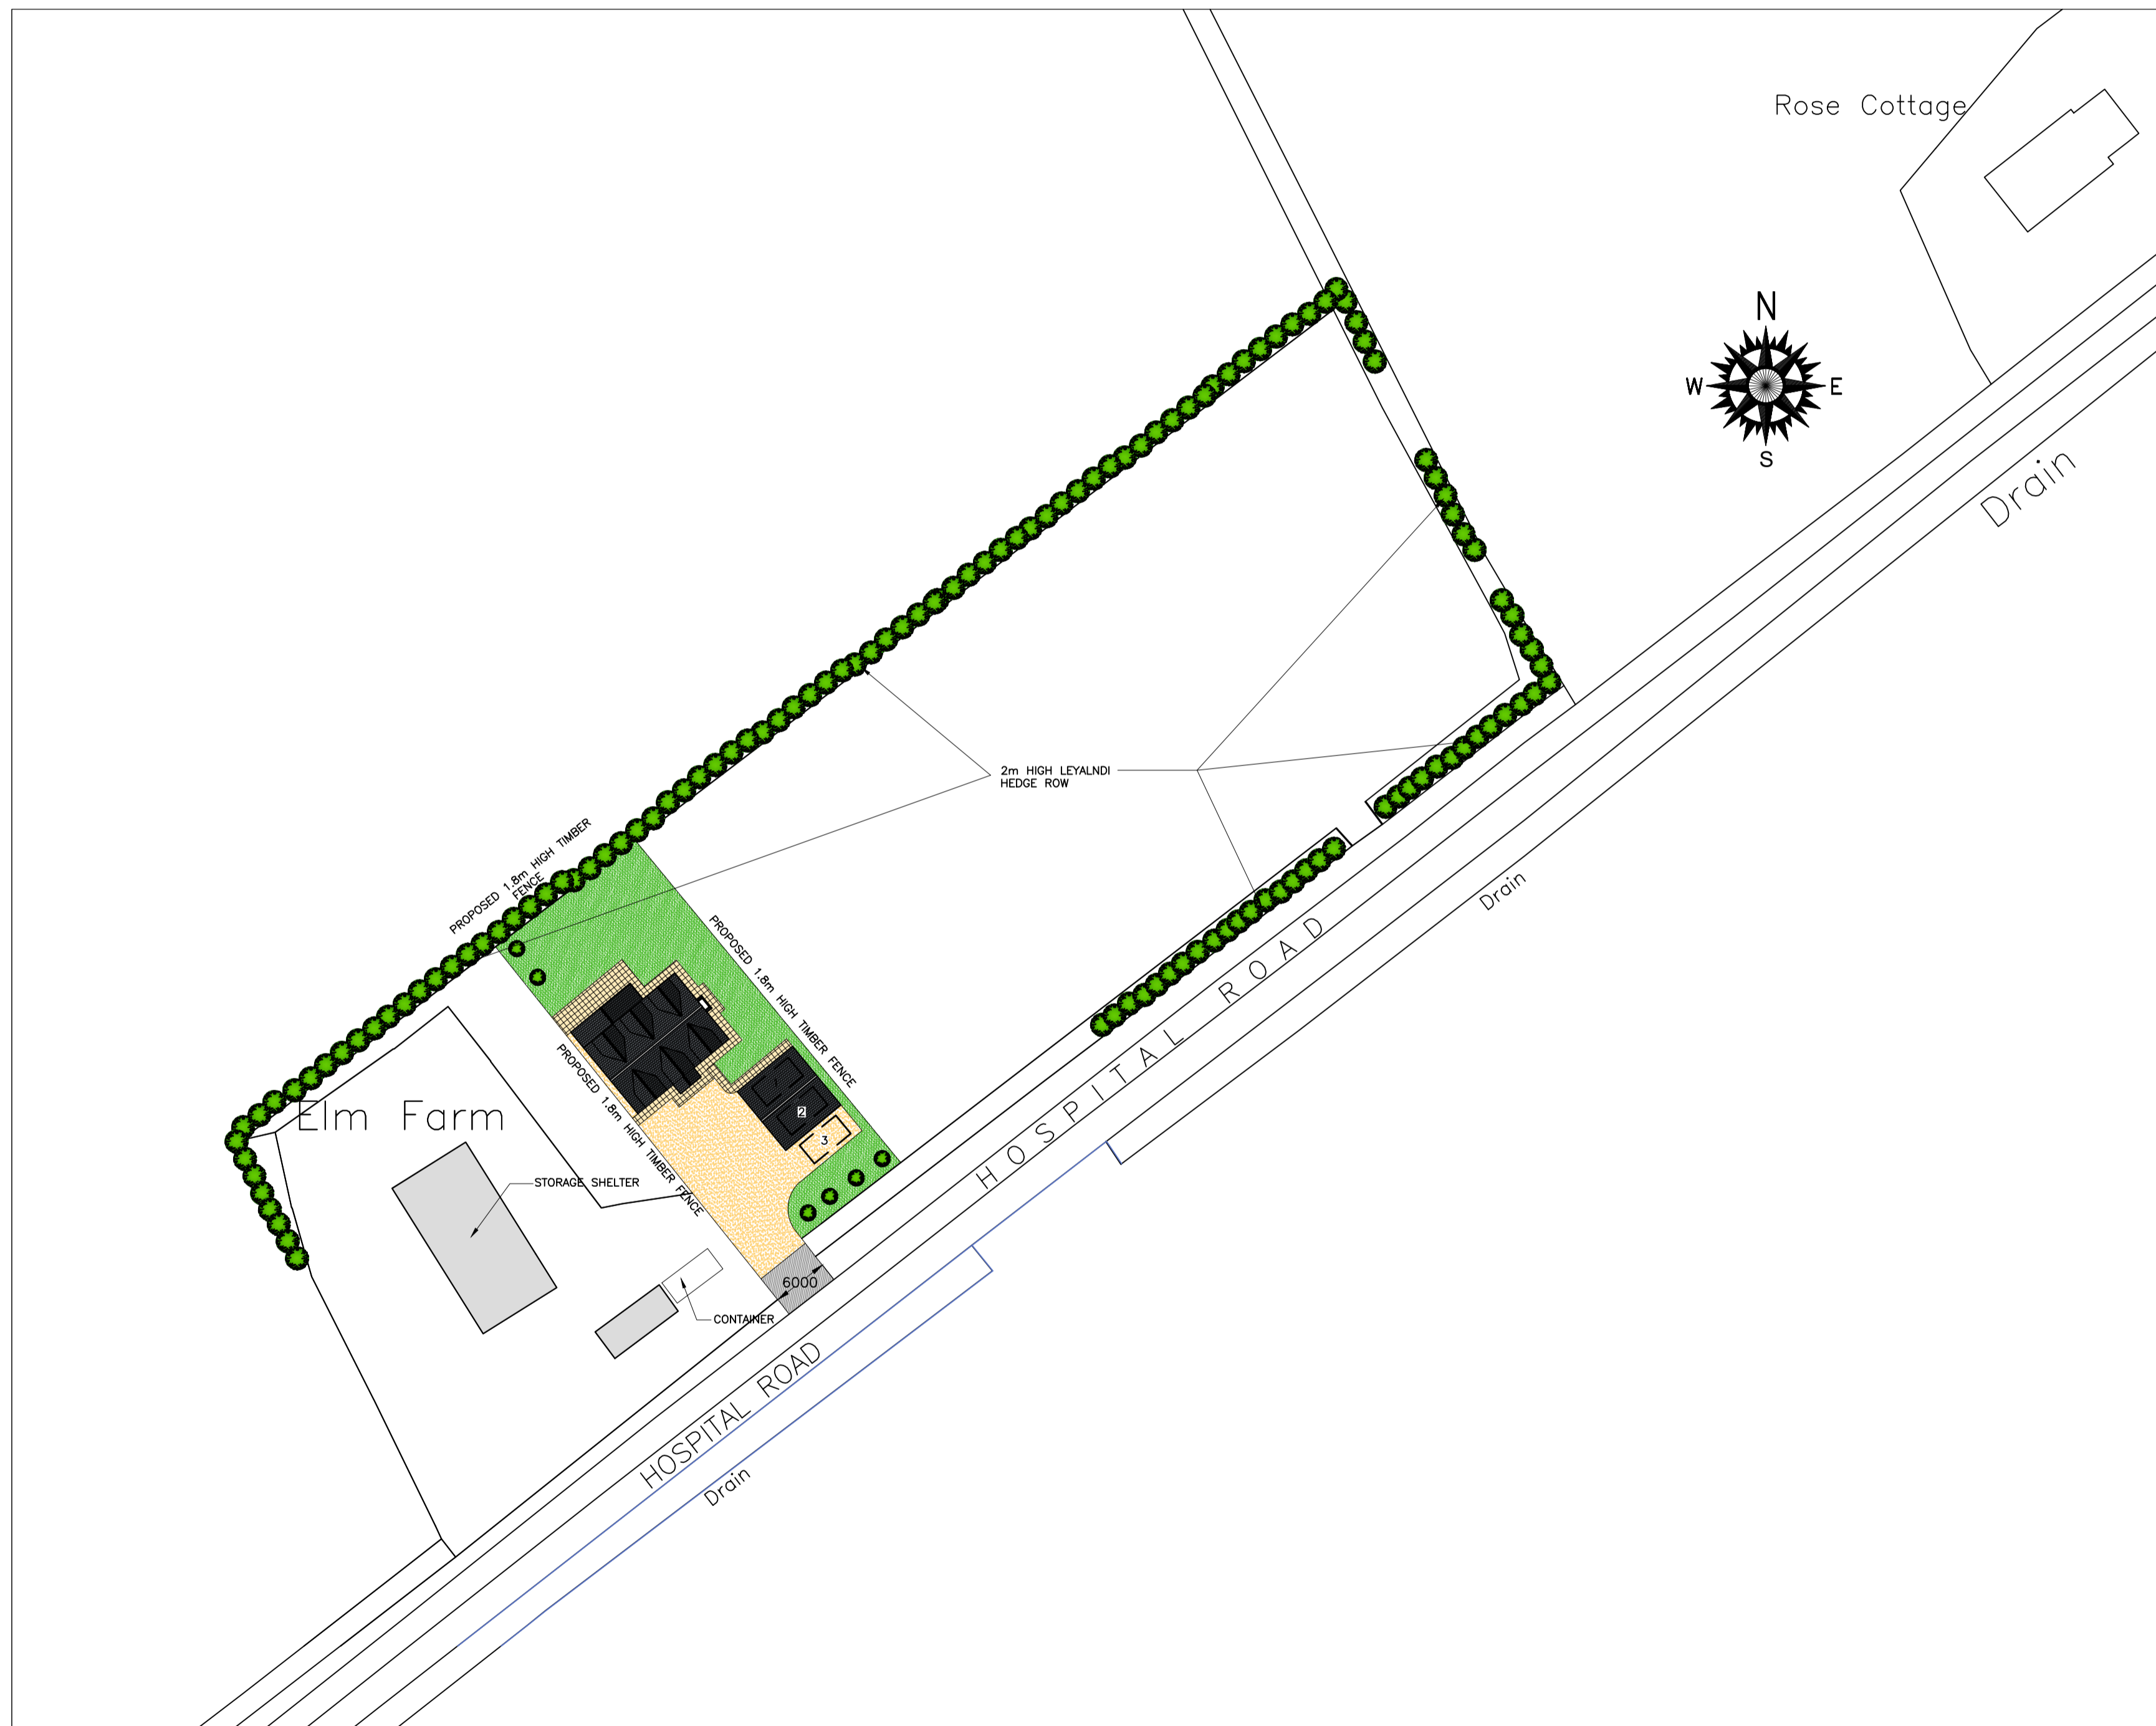 Rose Cottage
N
W
E
S
Drain
2m HIGH LEYALNDI
HEDGE ROW
PROPOSED 1.8m HIGH TIMBER
FENCE
PROPOSED 1.8m HIGH TIMBER FENCE
PROPOSED 1.8m HIGH TIMBER FENCE
Drain
HOSPITAL ROAD
Elm Farm
2
3
STORAGE SHELTER
6000
CONTAINER
HOSPITAL ROAD
Drain